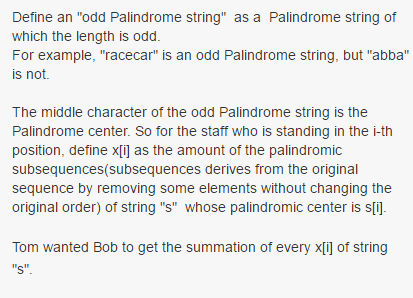 Define an "odd Palindrome string"  as a  Palindrome string of
which the length is odd.
For example, "racecar" is an odd Palindrome string, but "abba"
is not.

The middle character of the odd Palindrome string is the
Palindrome center. So for the staff who is standing in the i-th
position, define x[i] as the amount of the palindromic
subsequences(subsequences derives from the original
sequence by removing some elements without changing the
original order) of string "s"  whose palindromic center is s[i].

Tom wanted Bob to get the summation of every x[i] of string
"s".